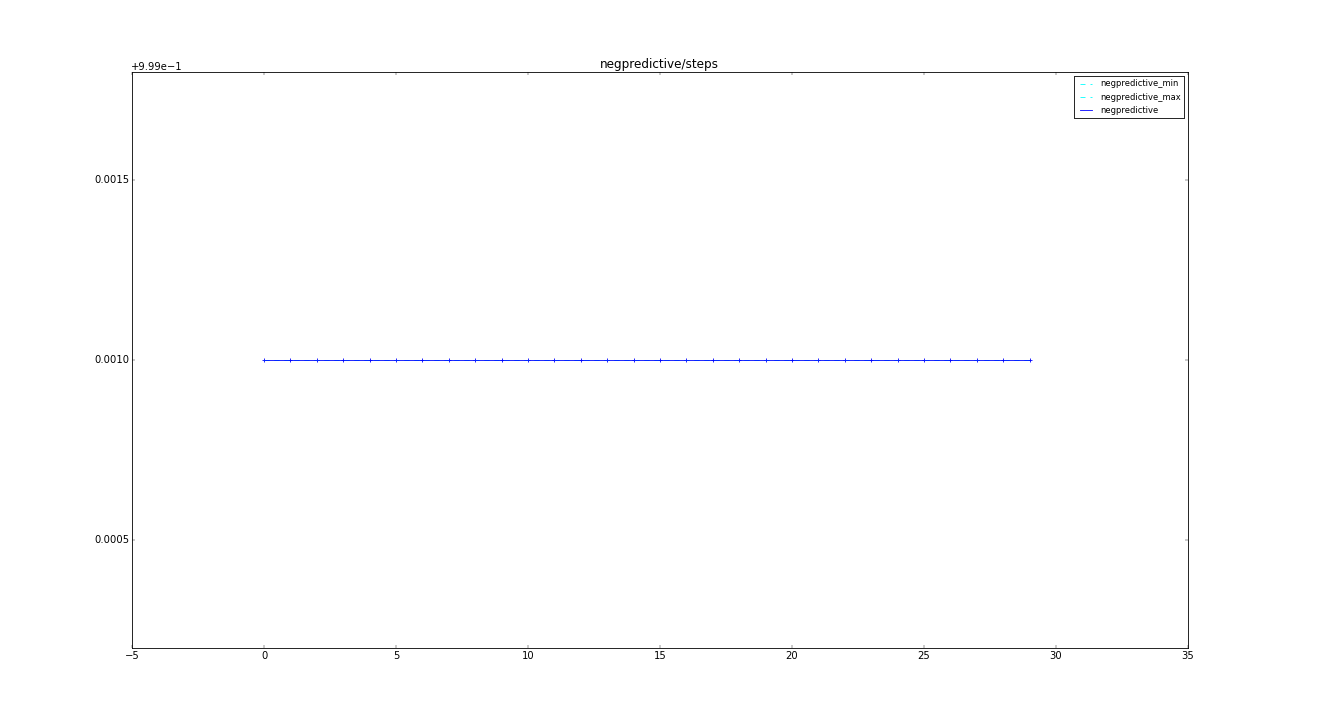 negpredictive/steps
+9.99e−1
negpredictive_min
negpredictive_max
negpredictive
0.0015
0.0010
0.0005
−5 0 5 10 15 20 25 30 35